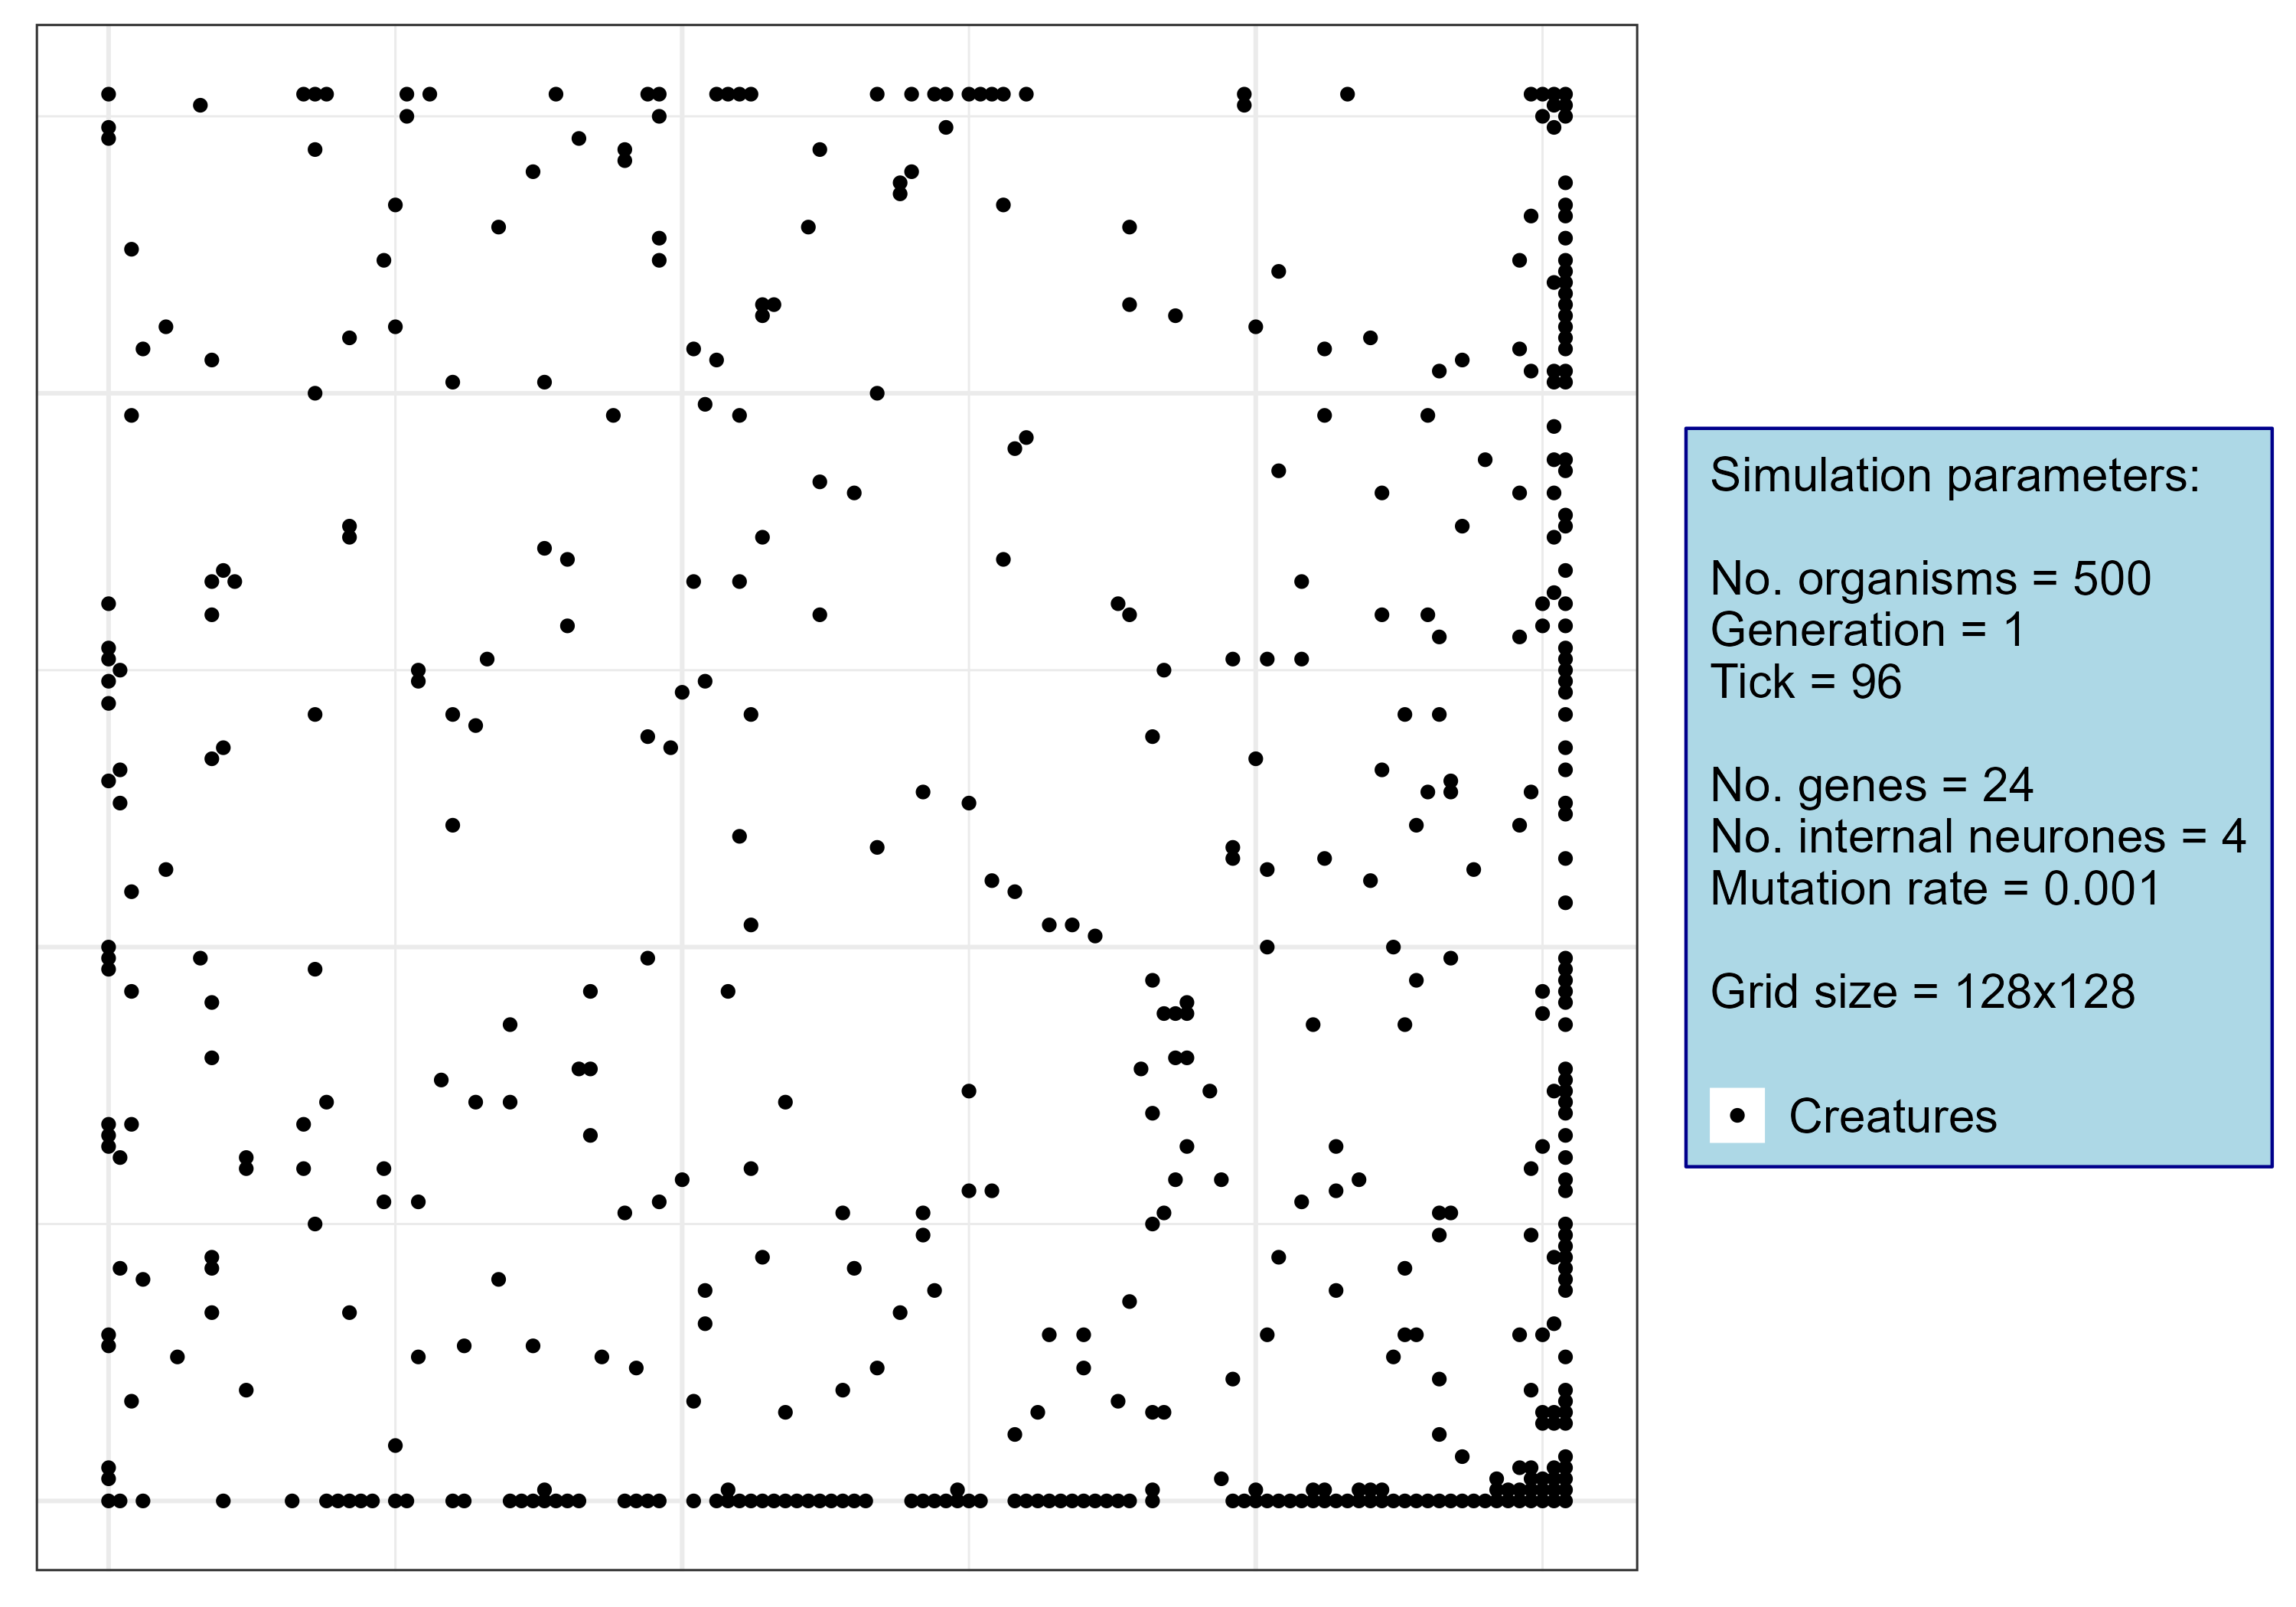 Simulation parameters:
No. organisms = 500
Generation = 1
Tick = 96
No. genes = 24
No. internal neurones = 4
Mutation rate = 0.001
Grid size = 128x128
Creatures